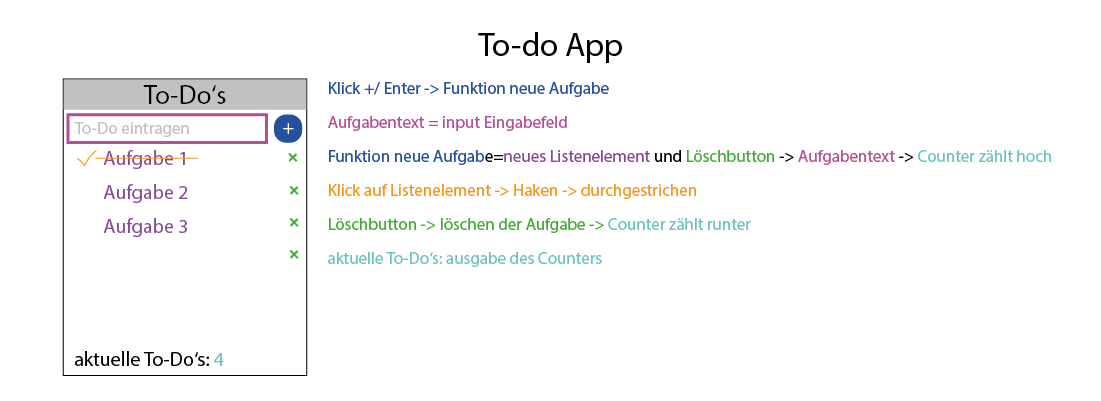 To-do App
To-Do‘s
To-Do eintragen
+
Aufgabe 1 ×
Aufgabe 2 ×
Aufgabe 3 ×
×
aktuelle To-Do‘s: 4
Klick +/ Enter -> Funktion neue Aufgabe
Aufgabentext = input Eingabefeld
Funktion neue Aufgabe=neues Listenelement und Löschbutton -> Aufgabentext -> Counter zählt hoch
Klick auf Listenelement -> Haken -> durchgestrichen
Löschbutton -> löschen der Aufgabe -> Counter zählt runter
aktuelle To-Do‘s: ausgabe des Counters